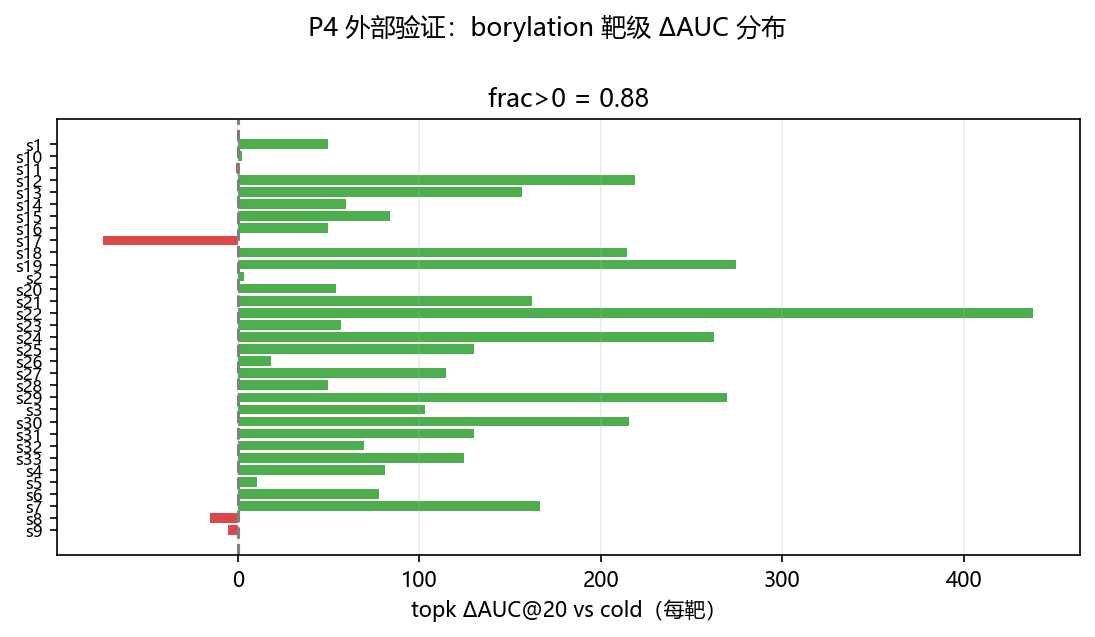 P4 外部验证：borylation 靶级 ΔAUC 分布
frac>0 = 0.88
s1
s10
s11
s12
s13
s14
s15
s16
s17
s18
s19
s2
s20
s21
s22
s23
s24
s25
s26
s27
s28
s29
s3
s30
s31
s32
s33
s4
s5
s6
s7
s8
s9
0 100 200 300 400
topk ΔAUC@20 vs cold（每靶）